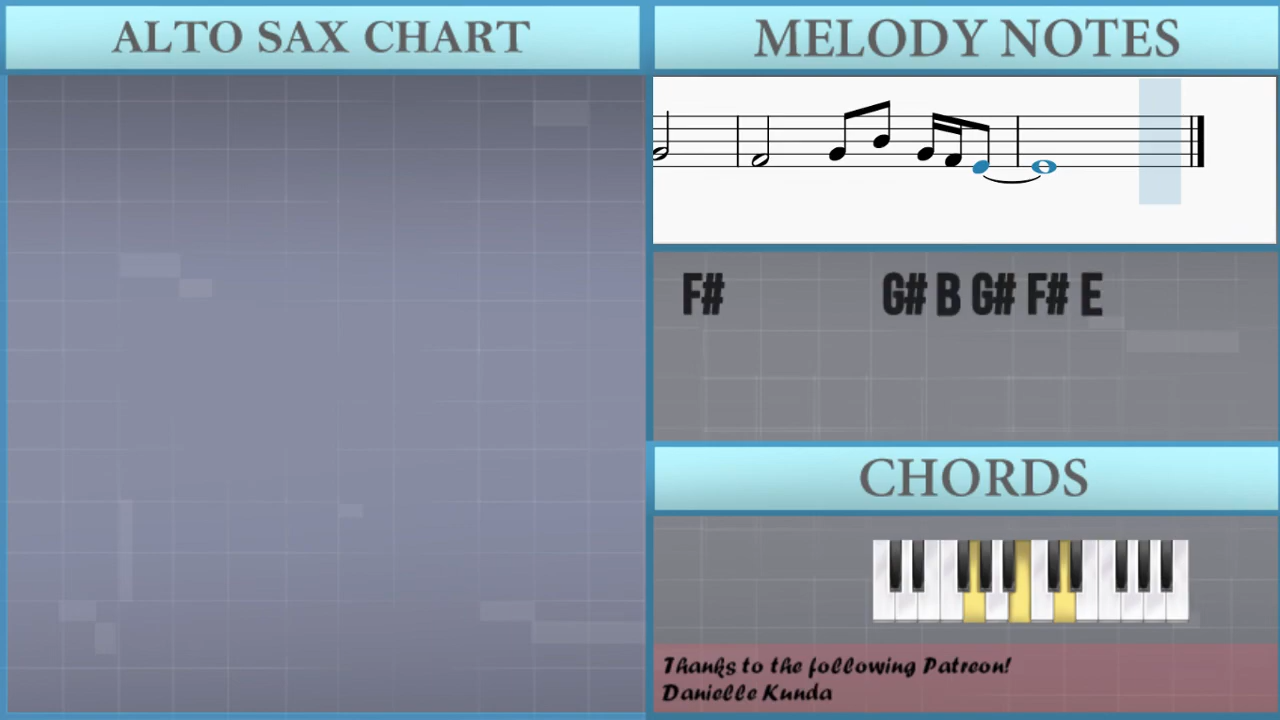 ALTO SAX CHART
MELODY NOTES
F# G# B G# F# E
CHORDS
Thanks to the following Patreon!
Danielle Kunda